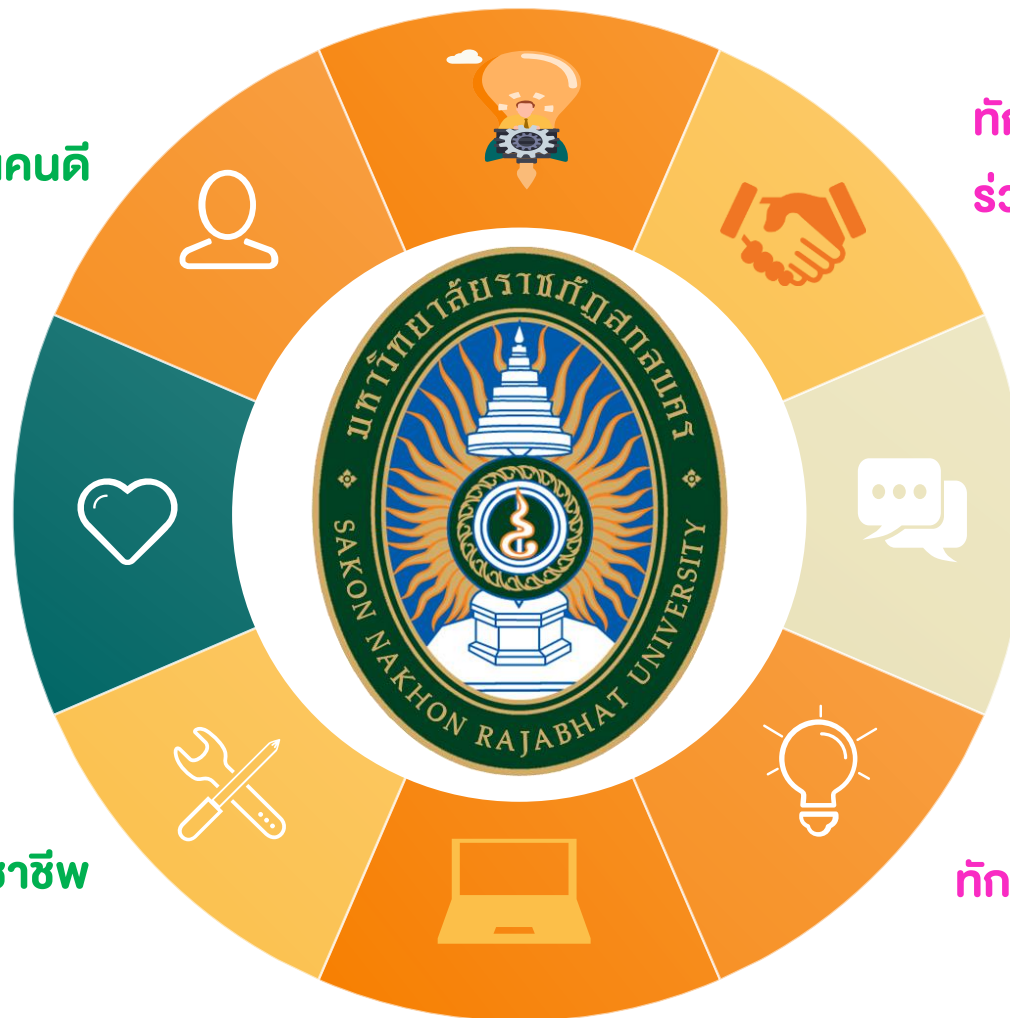 คนดี
ทัก
ร่ว
มหาวิทยาลัยราชภัฏสกลนคร
SAKON NAKHON RAJABHAT UNIVERSITY
าชีพ
ทัก